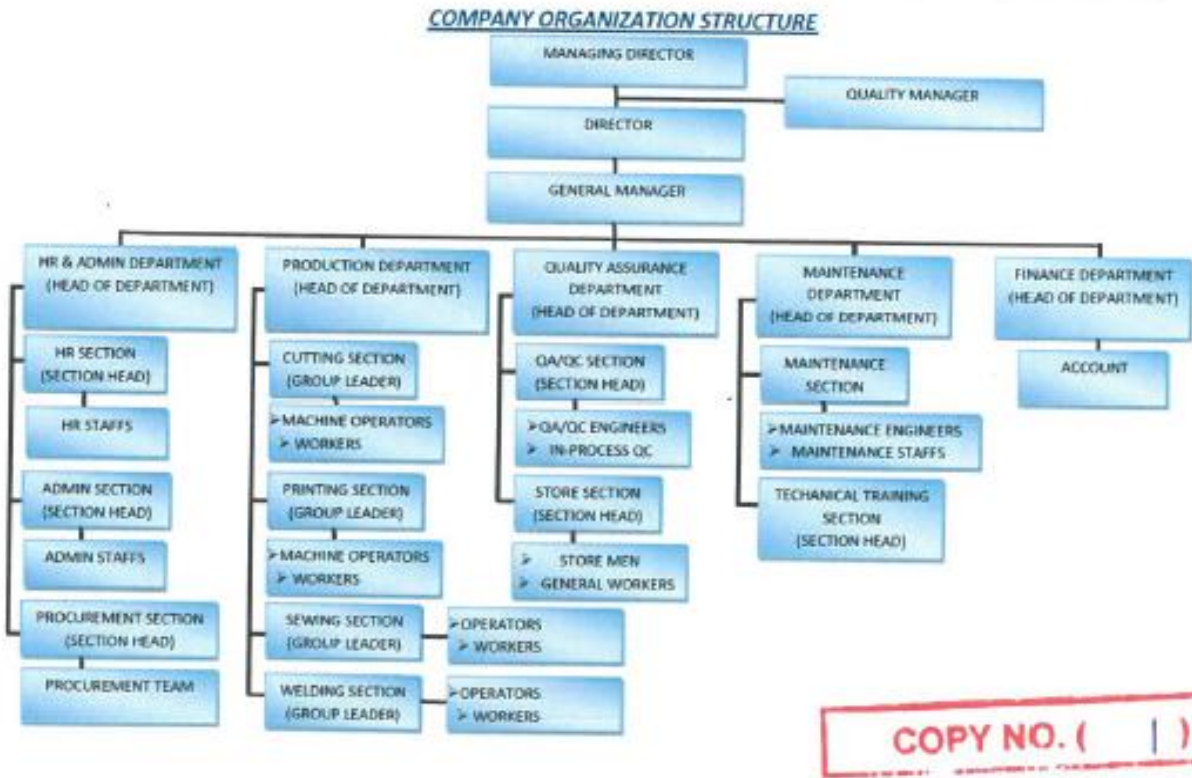 COMPANY ORGANIZATION STRUCTURE
MANAGING DIRECTOR
QUALITY MANAGER
DIRECTOR
GENERAL MANAGER
HR & ADMIN DEPARTMENT
(HEAD OF DEPARTMENT)
HR SECTION
(SECTION HEAD)
HR STAFFS
ADMIN SECTION
(SECTION HEAD)
ADMIN STAFFS
PROCUREMENT SECTION
(SECTION HEAD)
PROCUREMENT TEAM
PRODUCTION DEPARTMENT
(HEAD OF DEPARTMENT)
CUTTING SECTION
(GROUP LEADER)
➢MACHINE OPERATORS
➢ WORKERS
PRINTING SECTION
(GROUP LEADER)
➢MACHINE OPERATORS
➢ WORKERS
SEWING SECTION
(GROUP LEADER)
➢OPERATORS
➢ WORKERS
WELDING SECTION
(GROUP LEADER)
➢OPERATORS
➢ WORKERS
QUALITY ASSURANCE
DEPARTMENT
(HEAD OF DEPARTMENT)
QA/QC SECTION
(SECTION HEAD)
➢QA/QC ENGINEERS
➢ IN-PROCESS QC
STORE SECTION
(SECTION HEAD)
➢ STORE MEN
➢ GENERAL WORKERS
MAINTENANCE
DEPARTMENT
(HEAD OF DEPARTMENT)
MAINTENANCE
SECTION
➢MAINTENANCE ENGINEERS
➢ MAINTENANCE STAFFS
TECHANICAL TRAINING
SECTION
(SECTION HEAD)
FINANCE DEPARTMENT
(HEAD OF DEPARTMENT)
ACCOUNT
COPY NO. ( | )